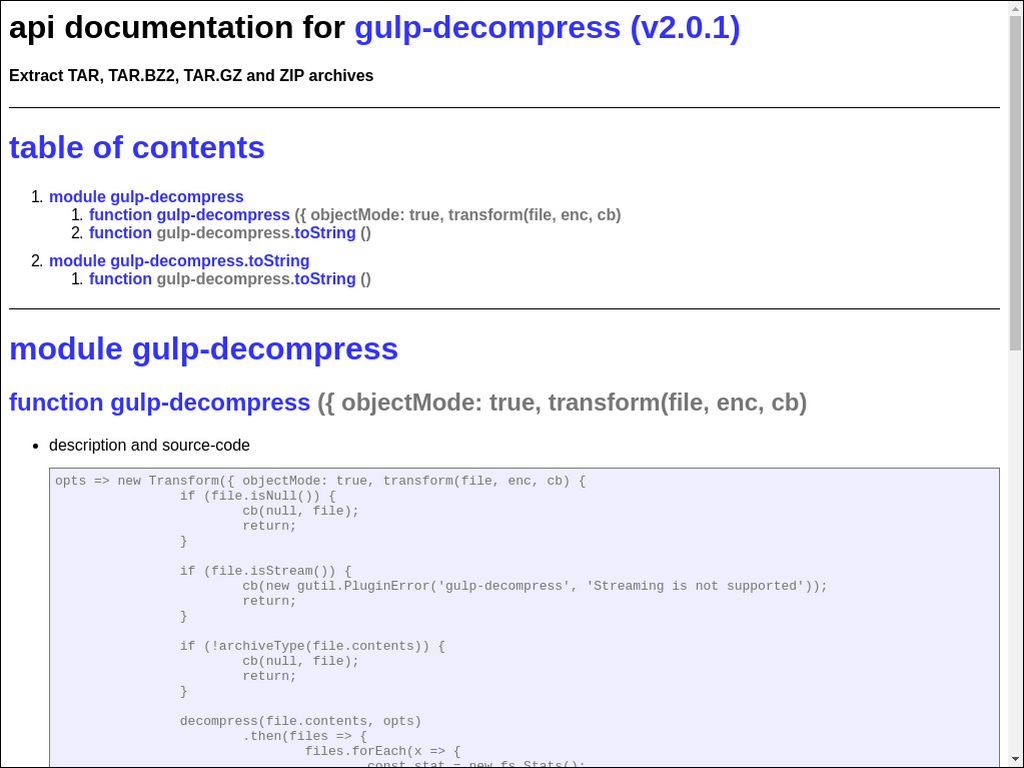 api documentation for gulp-decompress (v2.0.1)
Extract TAR, TAR.BZ2, TAR.GZ and ZIP archives
table of contents
1. module gulp-decompress
1. function gulp-decompress ({ objectMode: true, transform(file, enc, cb)
2. function gulp-decompress.toString ()
2. module gulp-decompress.toString
1. function gulp-decompress.toString ()
module gulp-decompress
function gulp-decompress ({ objectMode: true, transform(file, enc, cb)
• description and source-code
opts => new Transform({ objectMode: true, transform(file, enc, cb) {
if (file.isNull()) {
cb(null, file);
return;
}
if (file.isStream()) {
cb(new gutil.PluginError('gulp-decompress', 'Streaming is not supported'));
return;
}
if (!archiveType(file.contents)) {
cb(null, file);
return;
}
decompress(file.contents, opts)
.then(files => {
files.forEach(x => {
const stat = new fs.Stats();